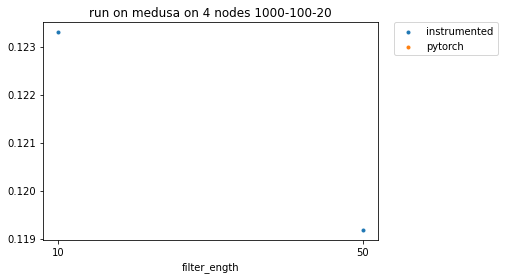 run on medusa on 4 nodes 1000-100-20
instrumented
pytorch
0.123
0.122
0.121
0.120
0.119
10
50
filter_ength